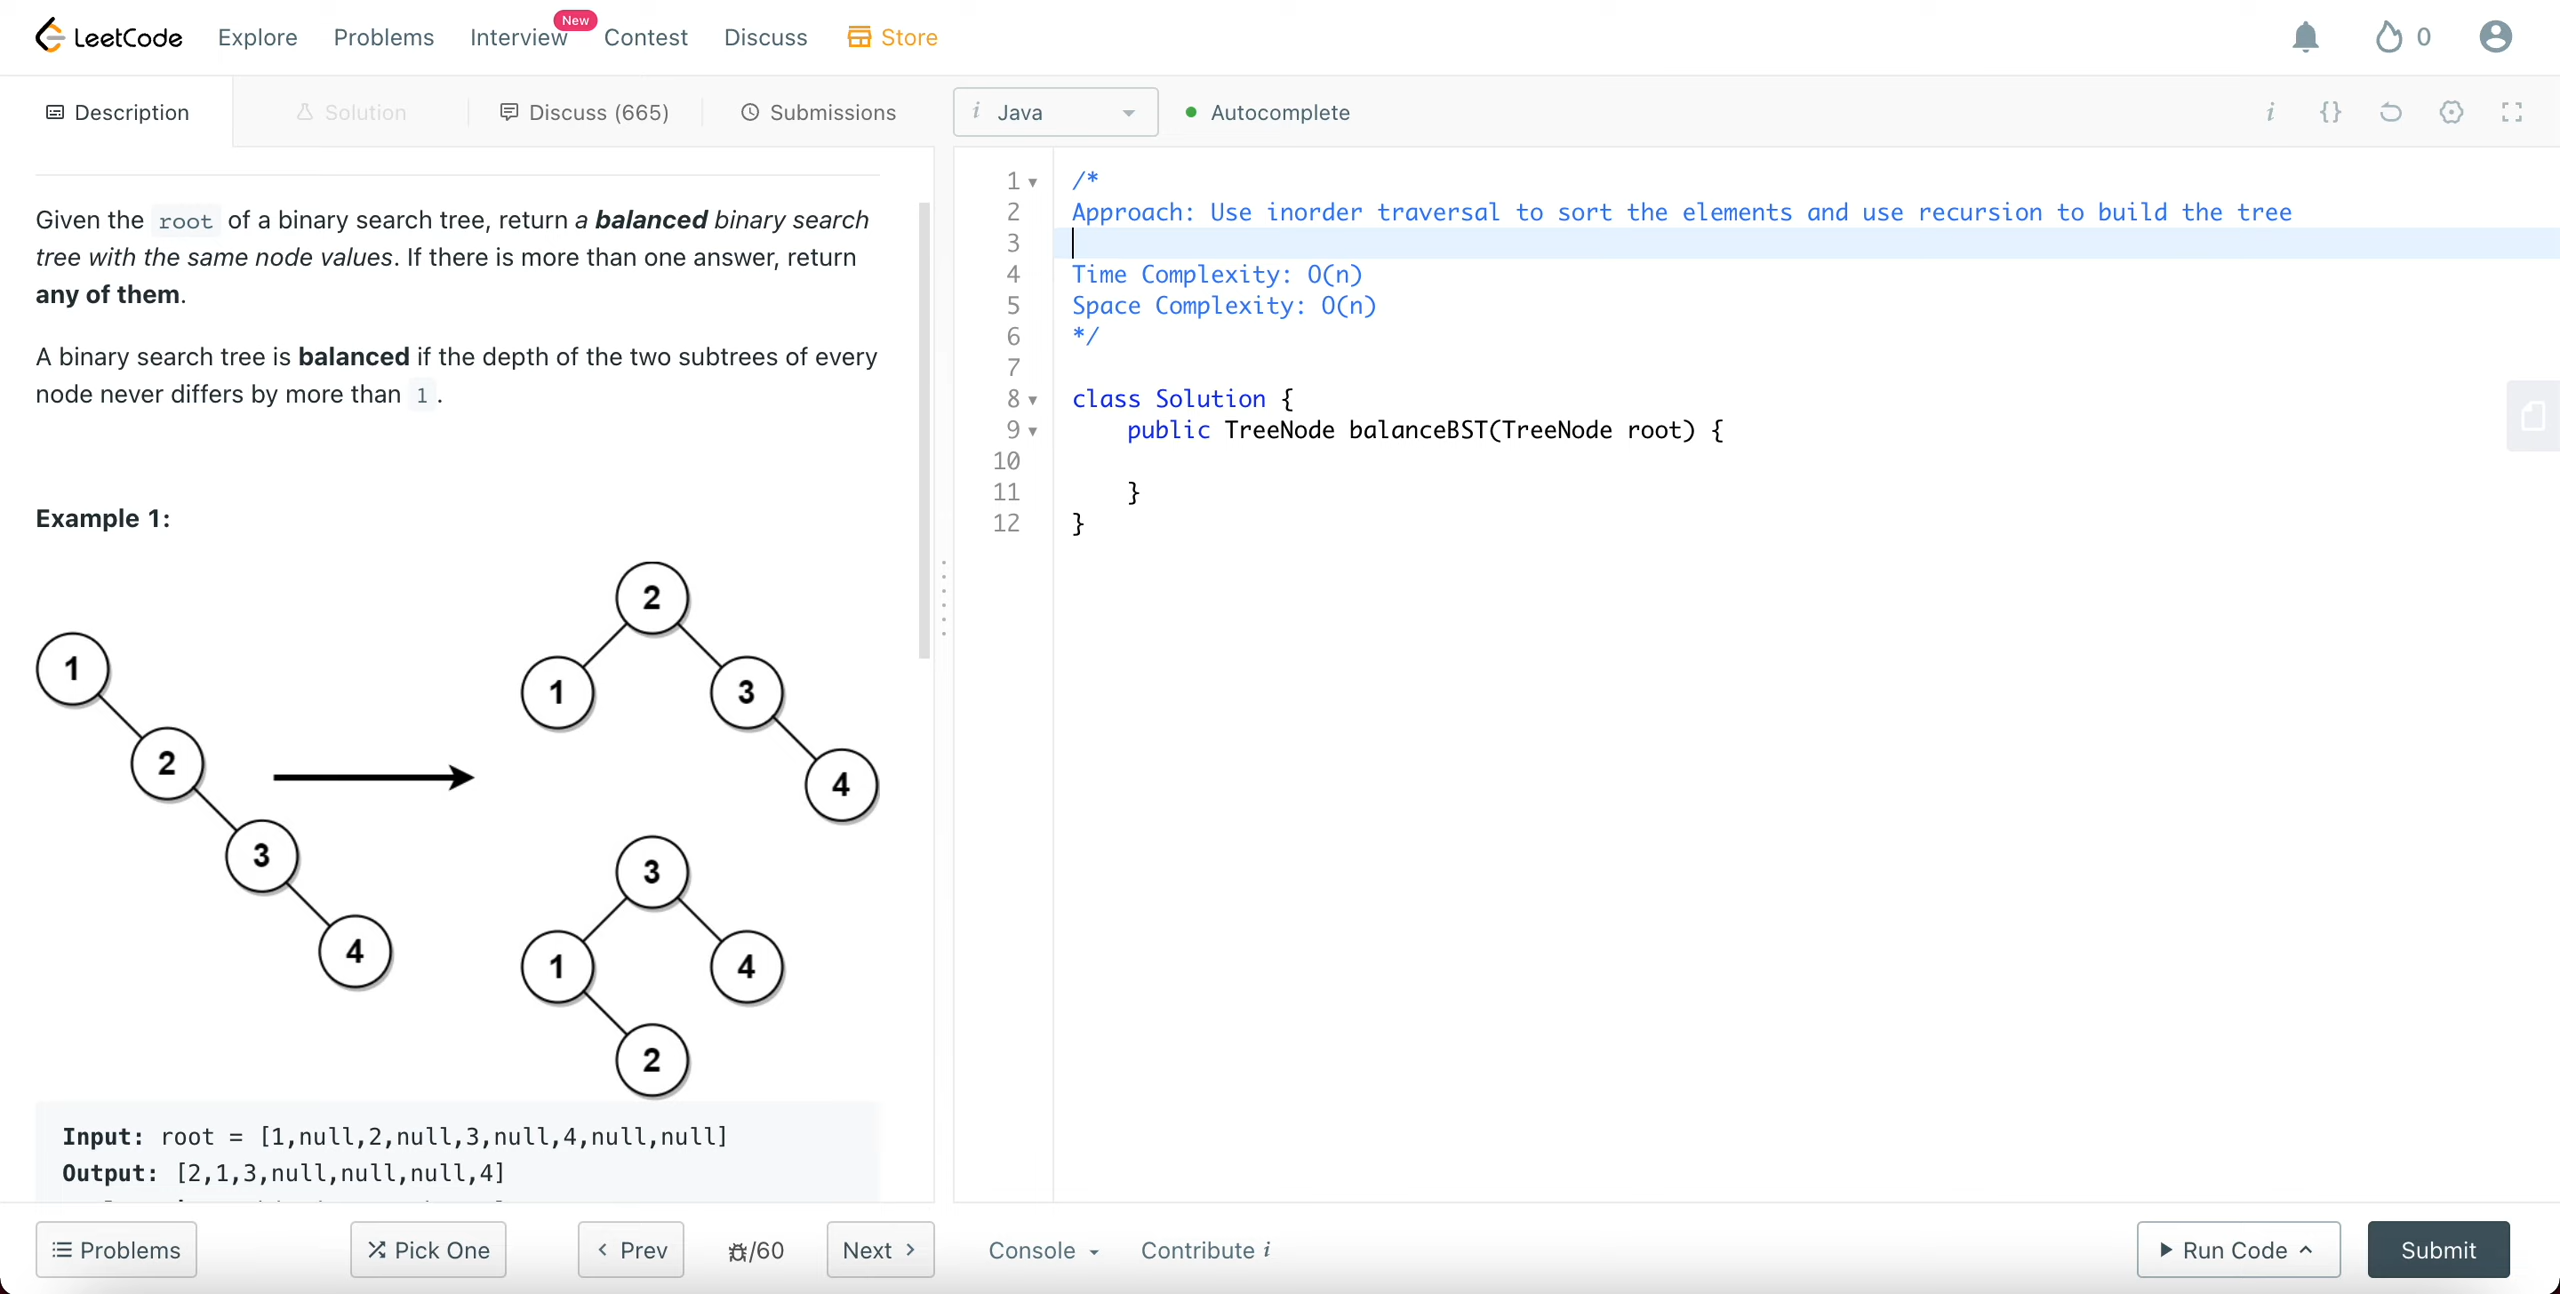 LeetCode Explore Problems Interview New Contest Discuss Store 0
Description Solution Discuss (665) Submissions i Java Autocomplete i {}
Given the root of a binary search tree, return a balanced binary search
tree with the same node values. If there is more than one answer, return
any of them.
A binary search tree is balanced if the depth of the two subtrees of every
node never differs by more than 1.
Example 1:
2
1
1 3
2
4
3
3
1 4
4
2
Input: root = [1,null,2,null,3,null,4,null,null]
Output: [2,1,3,null,null,null,4]
1 /*
2 Approach: Use inorder traversal to sort the elements and use recursion to build the tree
3
4 Time Complexity: O(n)
5 Space Complexity: O(n)
6 */
7
8 class Solution {
9 public TreeNode balanceBST(TreeNode root) {
10
11 }
12 }
Problems Pick One < Prev /60 Next > Console Contribute i Run Code Submit